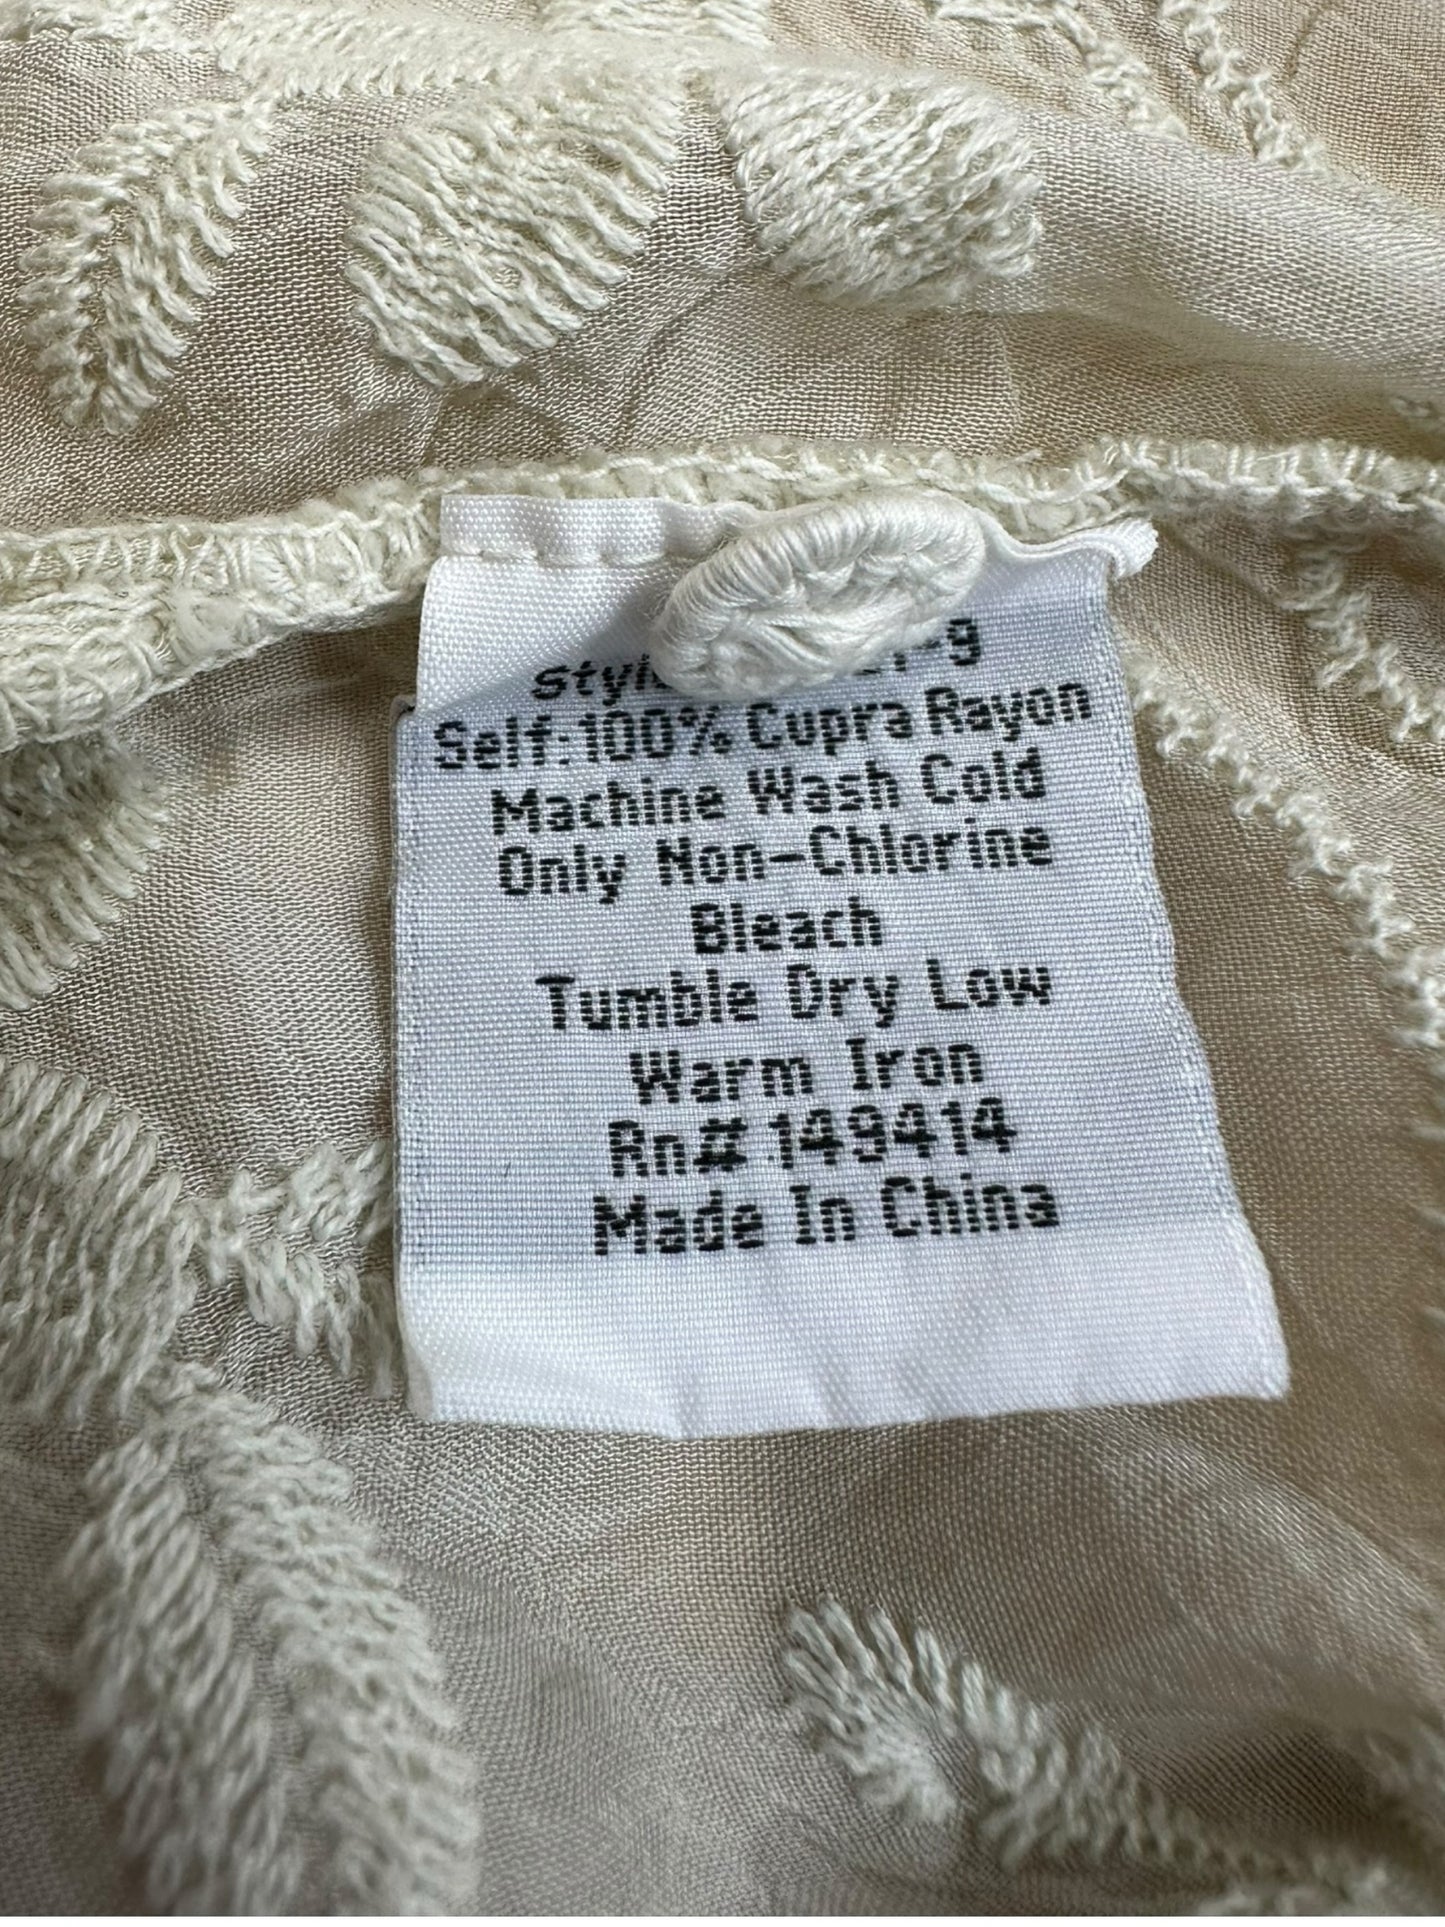 Self:100% Cupra Rayon
Machine Wash Cold
Only Non-Chlorine
Bleach
Tumble Dry Low
Warm Iron
Rn# 149414
Made In China